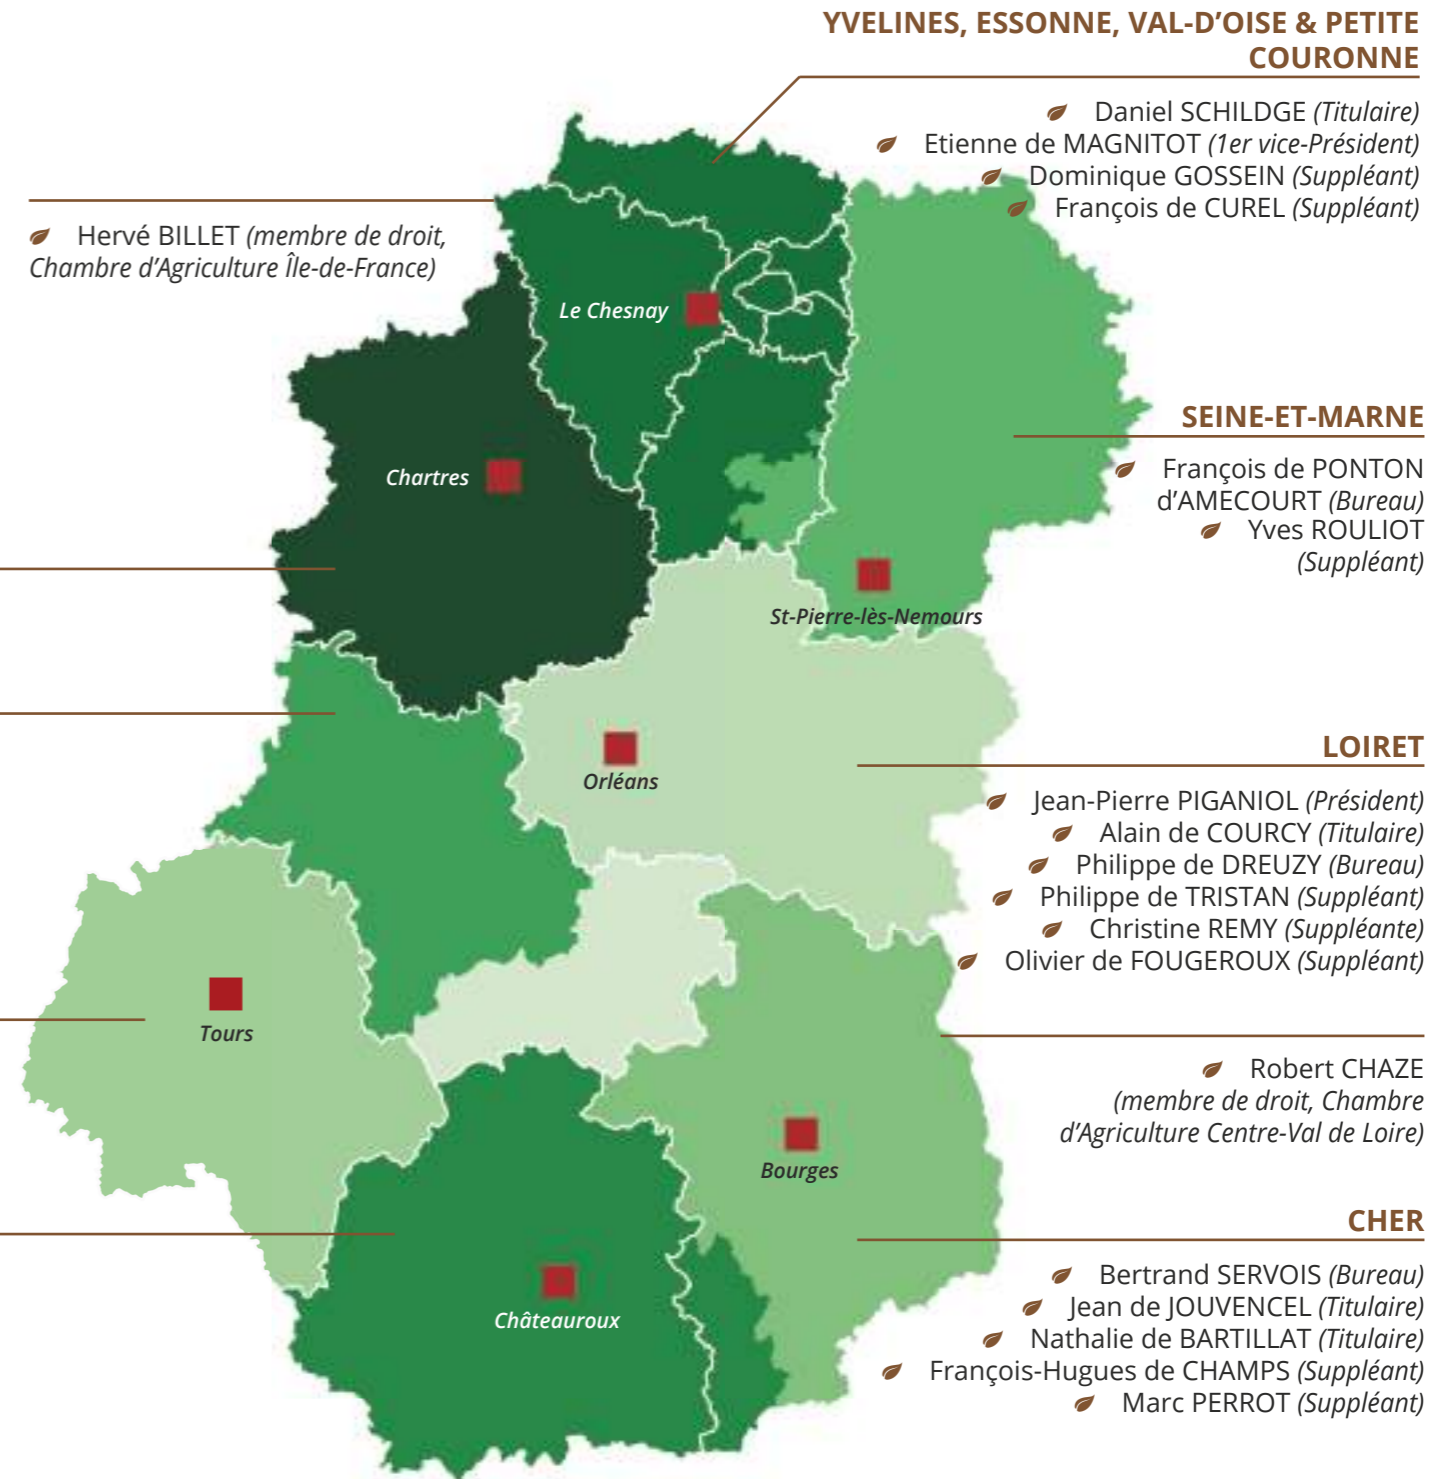 YVELINES, ESSONNE, VAL-D'OISE & PETITE
COURONNE
Daniel SCHILDGE (Titulaire)
Etienne de MAGNITOT (1er vice-Président)
Dominique GOSSEIN (Suppléant)
François de CUREL (Suppléant)
Hervé BILLET (membre de droit,
Chambre d'Agriculture Île-de-France)
Le Chesnay
Chartres
SEINE-ET-MARNE
François de PONTON
d'AMECOURT (Bureau)
Yves ROULIOT
(Suppléant)
St-Pierre-lès-Nemours
Orléans
LOIRET
Jean-Pierre PIGANIOL (Président)
Alain de COURCY (Titulaire)
Philippe de DREUZY (Bureau)
Philippe de TRISTAN (Suppléant)
Christine REMY (Suppléante)
Olivier de FOUGEROUX (Suppléant)
Tours
Robert CHAZE
(membre de droit, Chambre
d'Agriculture Centre-Val de Loire)
Bourges
CHER
Bertrand SERVOIS (Bureau)
Jean de JOUVENCEL (Titulaire)
Nathalie de BARTILLAT (Titulaire)
François-Hugues de CHAMPS (Suppléant)
Marc PERROT (Suppléant)
Châteauroux